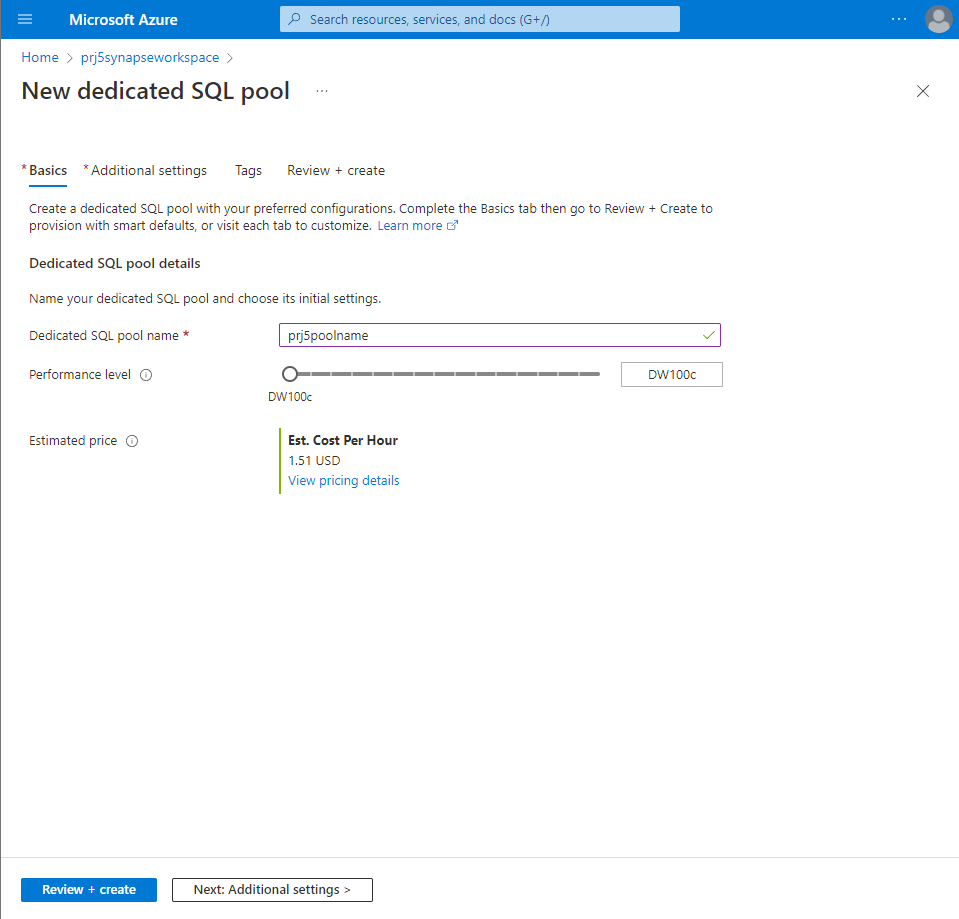 Microsoft Azure
Search resources, services, and docs (G+/)
...
Home > prj5synapseworkspace >
New dedicated SQL pool ...
* Basics * Additional settings Tags Review + create
Create a dedicated SQL pool with your preferred configurations. Complete the Basics tab then go to Review + Create to
provision with smart defaults, or visit each tab to customize. Learn more
Dedicated SQL pool details
Name your dedicated SQL pool and choose its initial settings.
Dedicated SQL pool name *
prj5poolname
Performance level
DW100c
DW100c
Estimated price
Est. Cost Per Hour
1.51 USD
View pricing details
Review + create
Next: Additional settings >